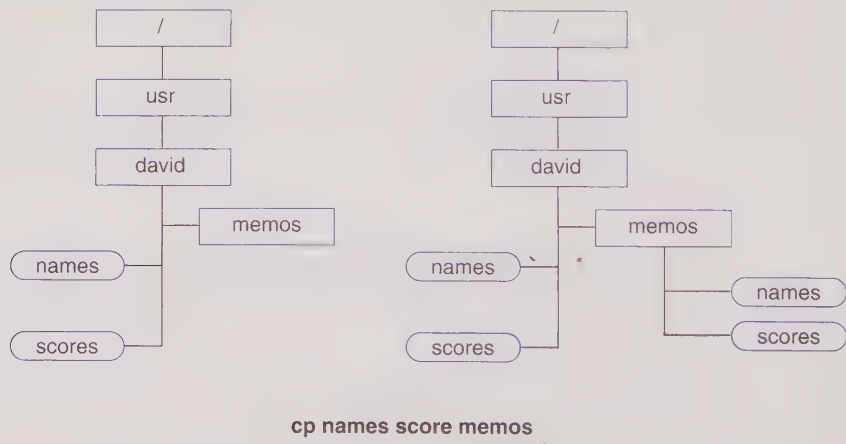 /
usr
david
memos
names
scores
/
usr
david
memos
names
names
scores
scores
cp names score memos